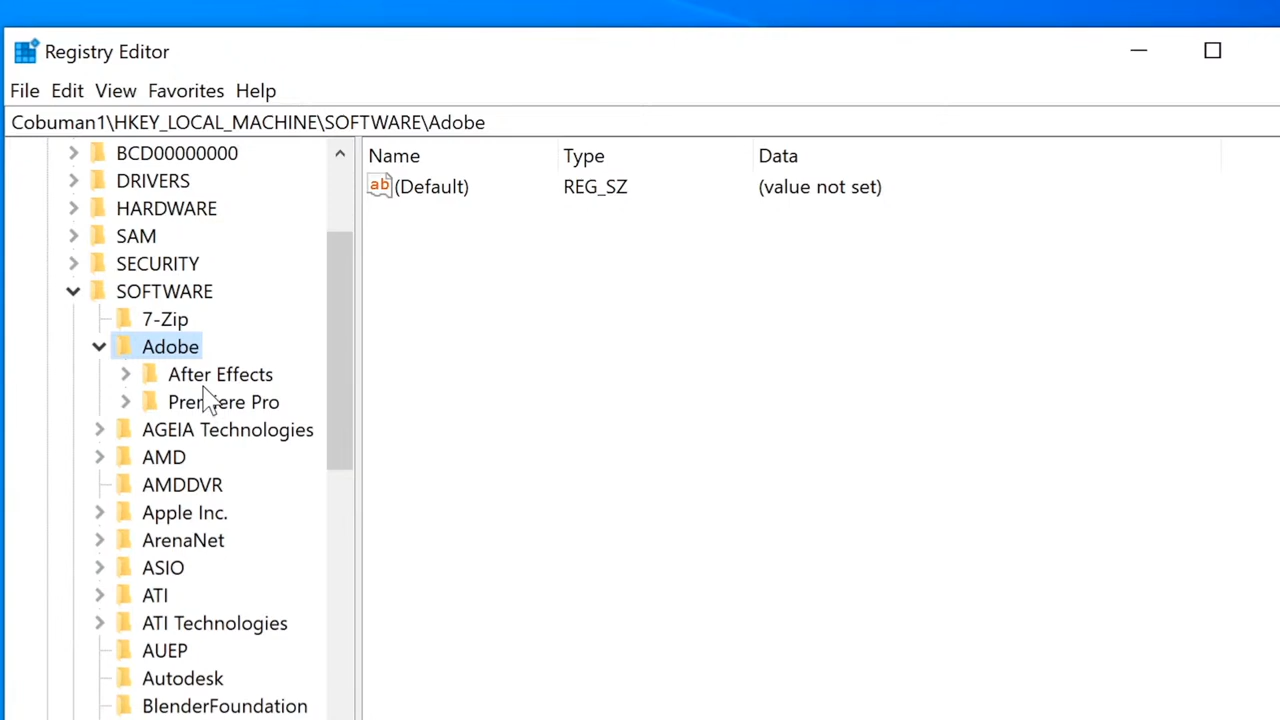 Registry Editor
File Edit View Favorites Help
Cobuman1\HKEY_LOCAL_MACHINE\SOFTWARE\Adobe
BCD00000000
DRIVERS
HARDWARE
SAM
SECURITY
SOFTWARE
7-Zip
Adobe
After Effects
Premiere Pro
AGEIA Technologies
AMD
AMDDVR
Apple Inc.
ArenaNet
ASIO
ATI
ATI Technologies
AUEP
Autodesk
BlenderFoundation
Name Type Data
ab (Default) REG_SZ (value not set)